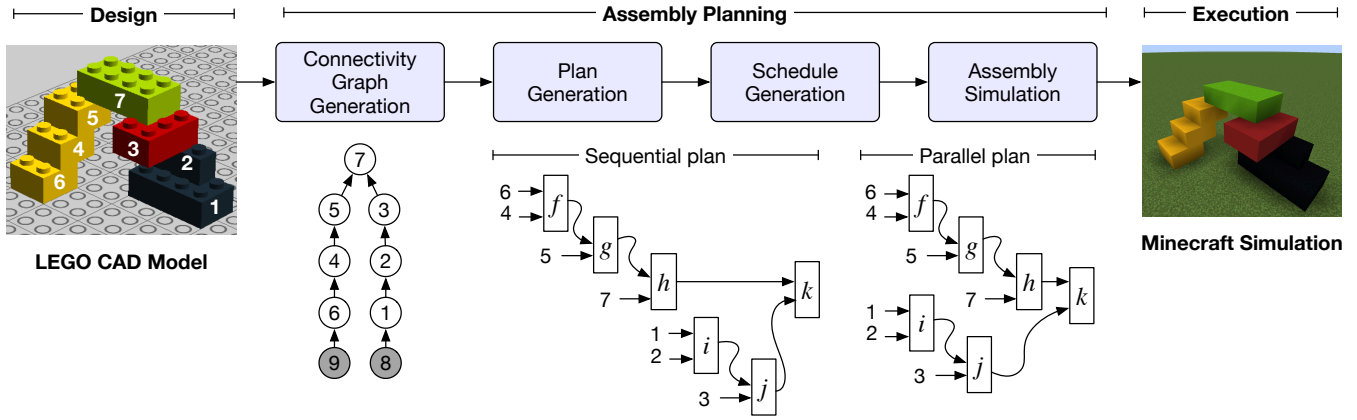 Design
Assembly Planning
Execution
Connectivity
Graph
Generation
Plan
Generation
Schedule
Generation
Assembly
Simulation
7
5
4
6
3
2
1
LEGO CAD Model
7
5
3
4
2
6
1
9
8
Sequential plan
6
4
f
5
g
7
h
k
1
2
i
3
j
Parallel plan
6
4
f
5
g
7
h
k
1
2
i
3
j
Minecraft Simulation